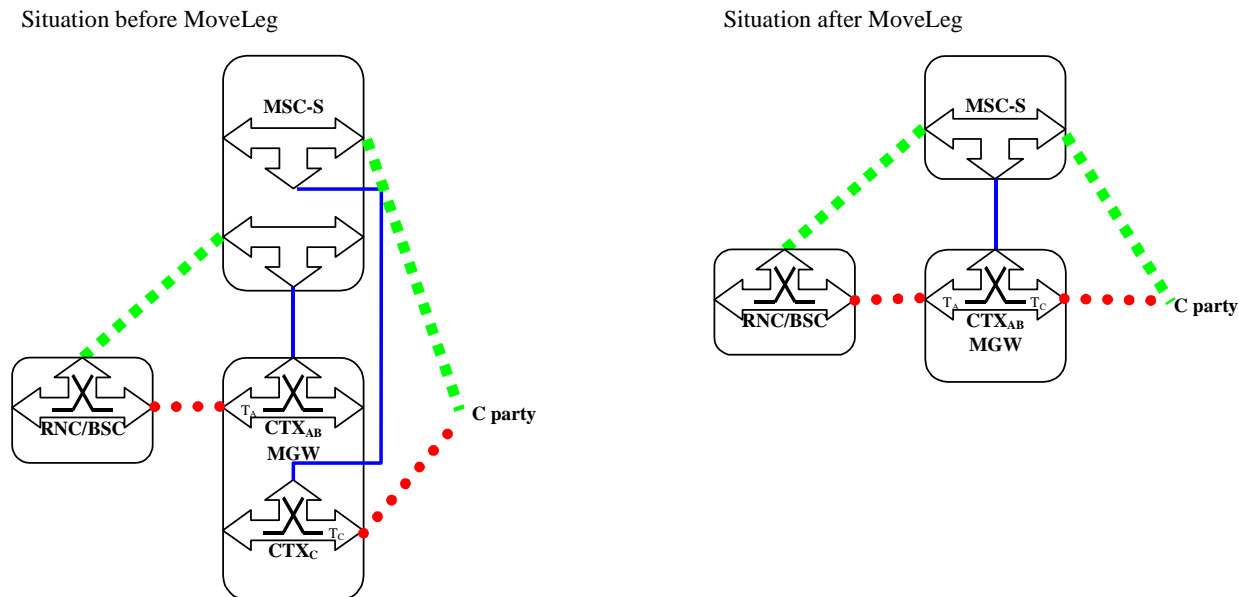 Situation before MoveLeg
MSC-S
RNC/BSC
T_A
CTX_AB
MGW
T_C
CTX_C
C party
Situation after MoveLeg
MSC-S
RNC/BSC
T_A
T_C
CTX_AB
MGW
C party